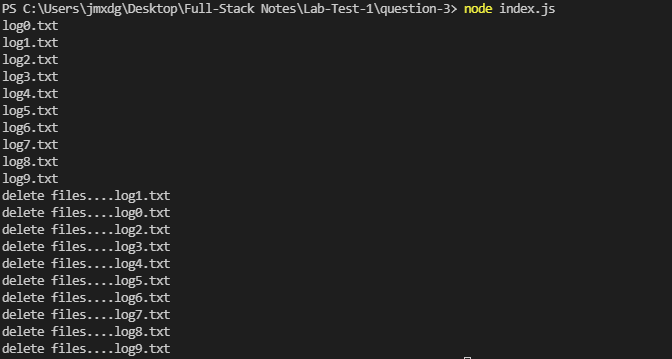 PS C:\Users\jmxdg\Desktop\Full-Stack Notes\Lab-Test-1\question-3> node index.js
log0.txt
log1.txt
log2.txt
log3.txt
log4.txt
log5.txt
log6.txt
log7.txt
log8.txt
log9.txt
delete files....log1.txt
delete files....log0.txt
delete files....log2.txt
delete files....log3.txt
delete files....log4.txt
delete files....log5.txt
delete files....log6.txt
delete files....log7.txt
delete files....log8.txt
delete files....log9.txt